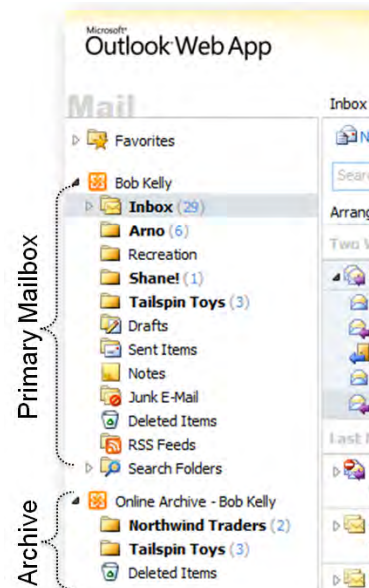 Microsoft®
Outlook Web App
Mail
Inbox
Favorites
Bob Kelly
Inbox (29)
Arrang
Arno (6)
Two W
Recreation
Shane! (1)
Tailspin Toys (3)
Drafts
Sent Items
Notes
Junk E-Mail
Deleted Items
RSS Feeds
Search Folders
Online Archive - Bob Kelly
Northwind Traders (2)
Tailspin Toys (3)
Deleted Items
Primary Mailbox
Archive